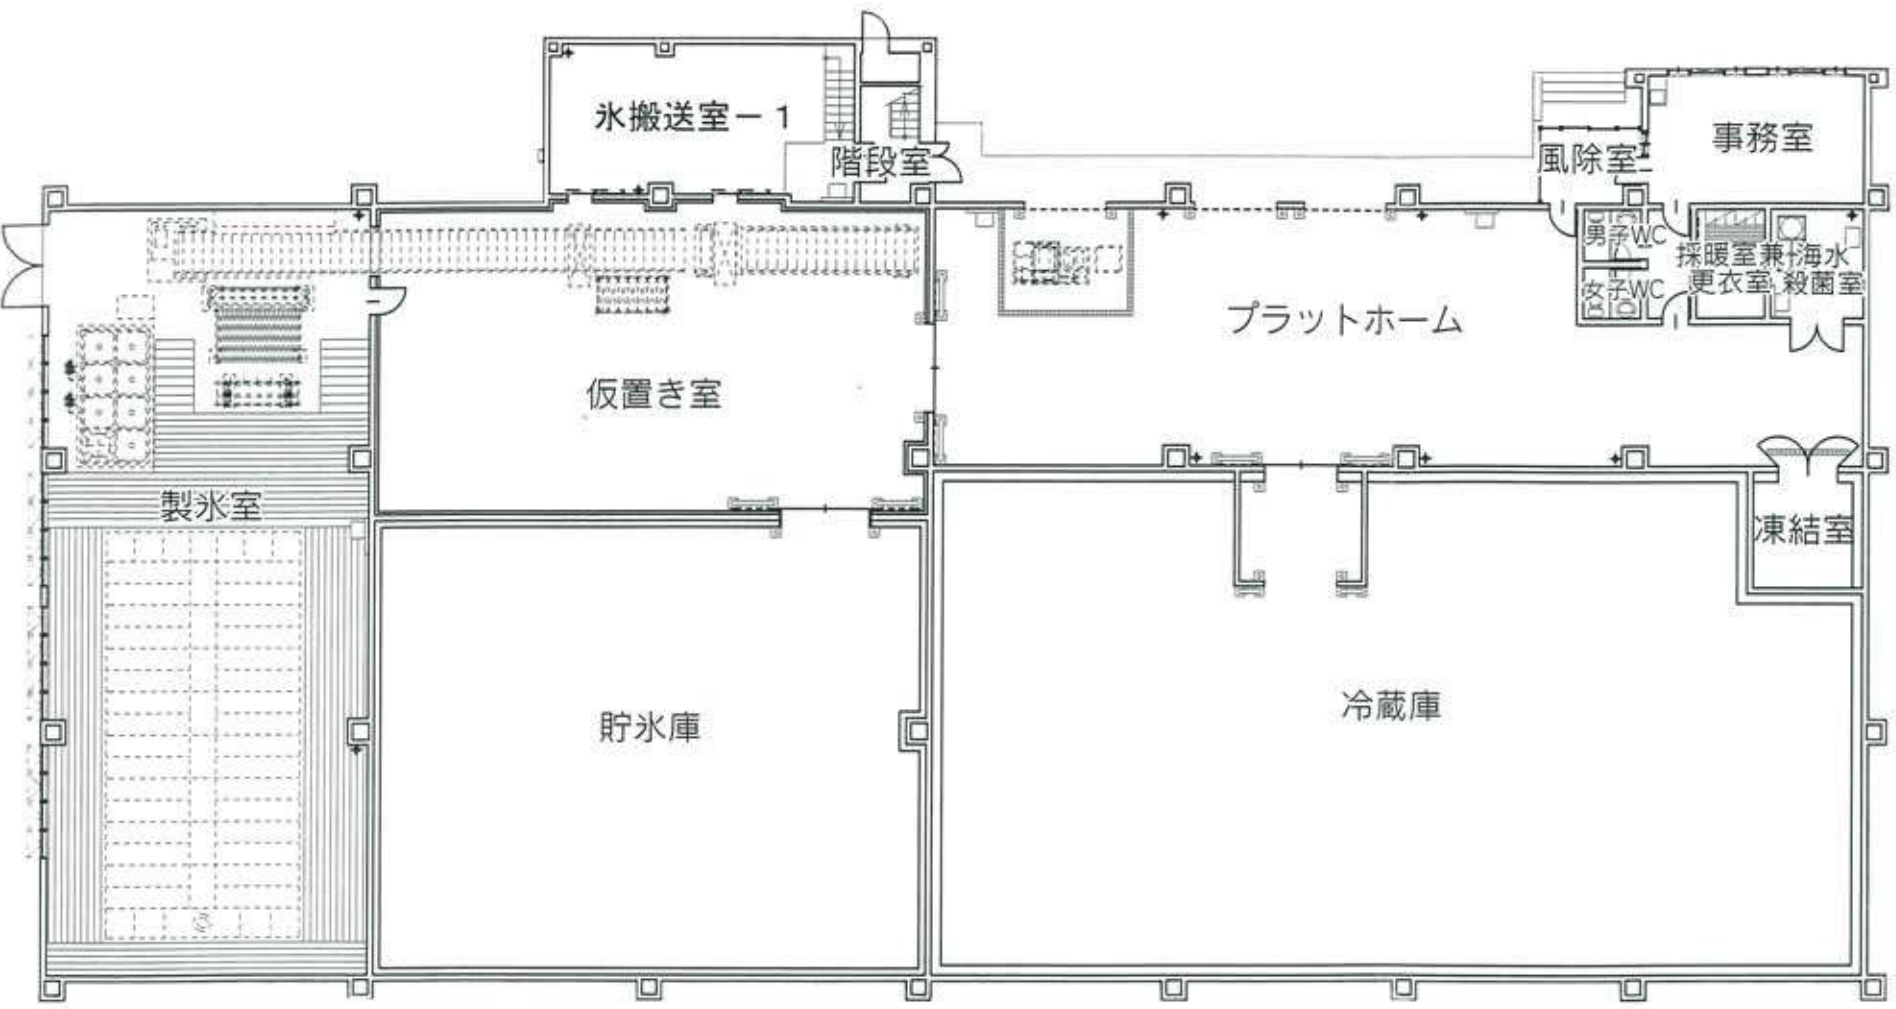 氷搬送室－1
階段室
風除室
事務室
男子WC
女子WC
採暖室兼
更衣室
海水
殺菌室
プラットホーム
仮置き室
製氷室
凍結室
貯氷庫
冷蔵庫